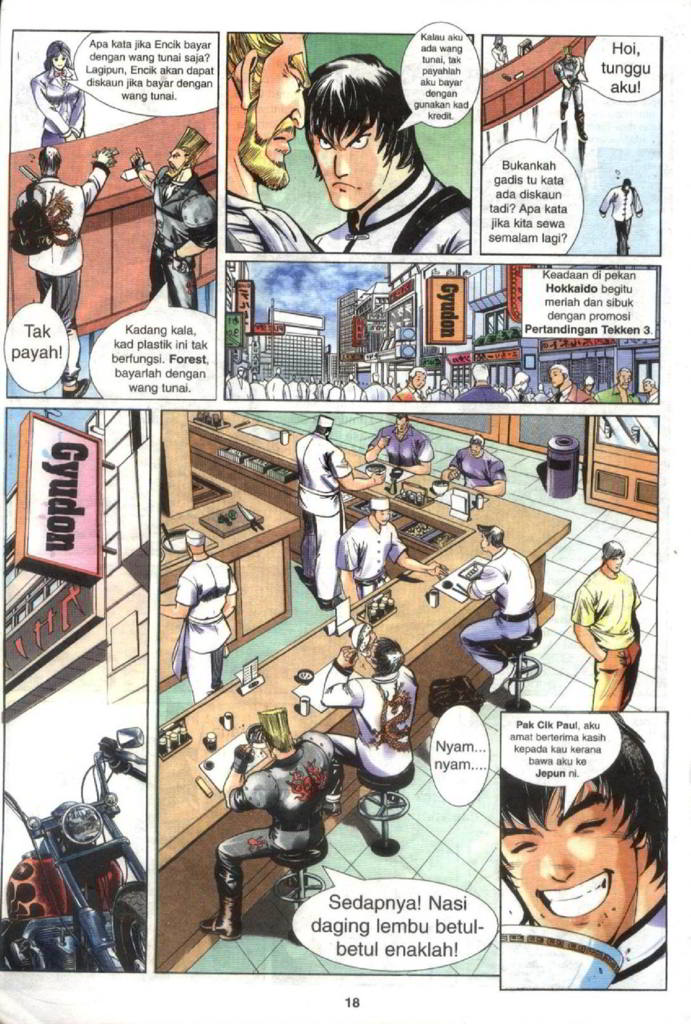 Apa kata jika Encik bayar
dengan wang tunai saja?
Lagipun, Encik akan dapat
diskaun jika bayar dengan
wang tunai.
Tak
payah!
Kadang kala,
kad plastik ini tak
berfungsi. Forest,
bayarlah dengan
wang tunai.
Kalau aku
ada wang
tunai, tak
payahlah
aku bayar
dengan
gunakan kad
kredit.
Hoi,
tunggu
aku!
Bukankah
gadis tu kata
ada diskaun
tadi? Apa kata
jika kita sewa
semalam lagi?
Gyudon
Keadaan di pekan
Hokkaido begitu
meriah dan sibuk
dengan promosi
Pertandingan Tekken 3.
Gyudon
Nyam...
nyam....
Sedapnya! Nasi
daging lembu betul-
betul enaklah!
Pak Cik Paul, aku
amat berterima kasih
kepada kau kerana
bawa aku ke
Jepun ni.
18